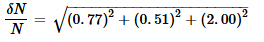 δN/N = √((0.77)² + (0.51)² + (2.00)²)